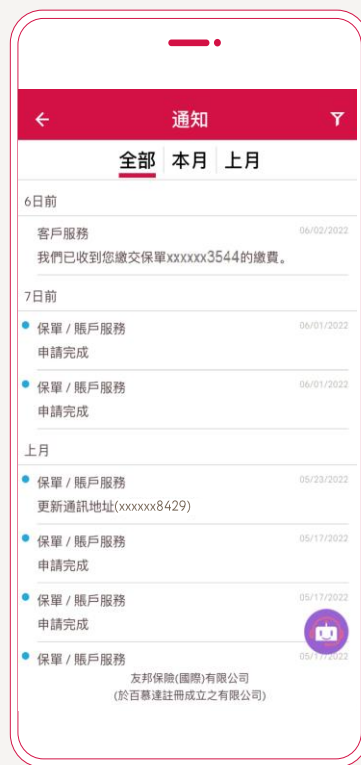 通知
全部 本月 上月
6日前
客戶服務 06/02/2022
我們已收到您繳交保單xxxxxx3544的繳費。
7日前
保單 / 賬戶服務 06/01/2022
申請完成
保單 / 賬戶服務 06/01/2022
申請完成
上月
保單 / 賬戶服務 05/23/2022
更新通訊地址(xxxxxx8429)
保單 / 賬戶服務 05/17/2022
申請完成
保單 / 賬戶服務 05/17/2022
申請完成
保單 / 賬戶服務 05/17/2022
友邦保險(國際)有限公司
(於百慕達註冊成立之有限公司)